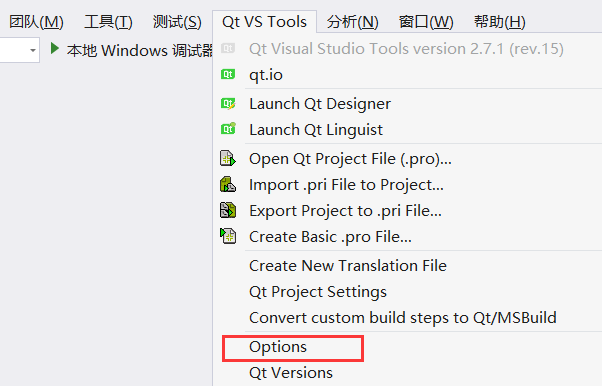 团队(M) 工具(T) 测试(S) Qt VS Tools 分析(N) 窗口(W) 帮助(H)
本地 Windows 调试器
Qt Visual Studio Tools version 2.7.1 (rev.15)
qt.io
Launch Qt Designer
Launch Qt Linguist
Open Qt Project File (.pro)...
Import .pri File to Project...
Export Project to .pri File...
Create Basic .pro File...
Create New Translation File
Qt Project Settings
Convert custom build steps to Qt/MSBuild
Options
Qt Versions